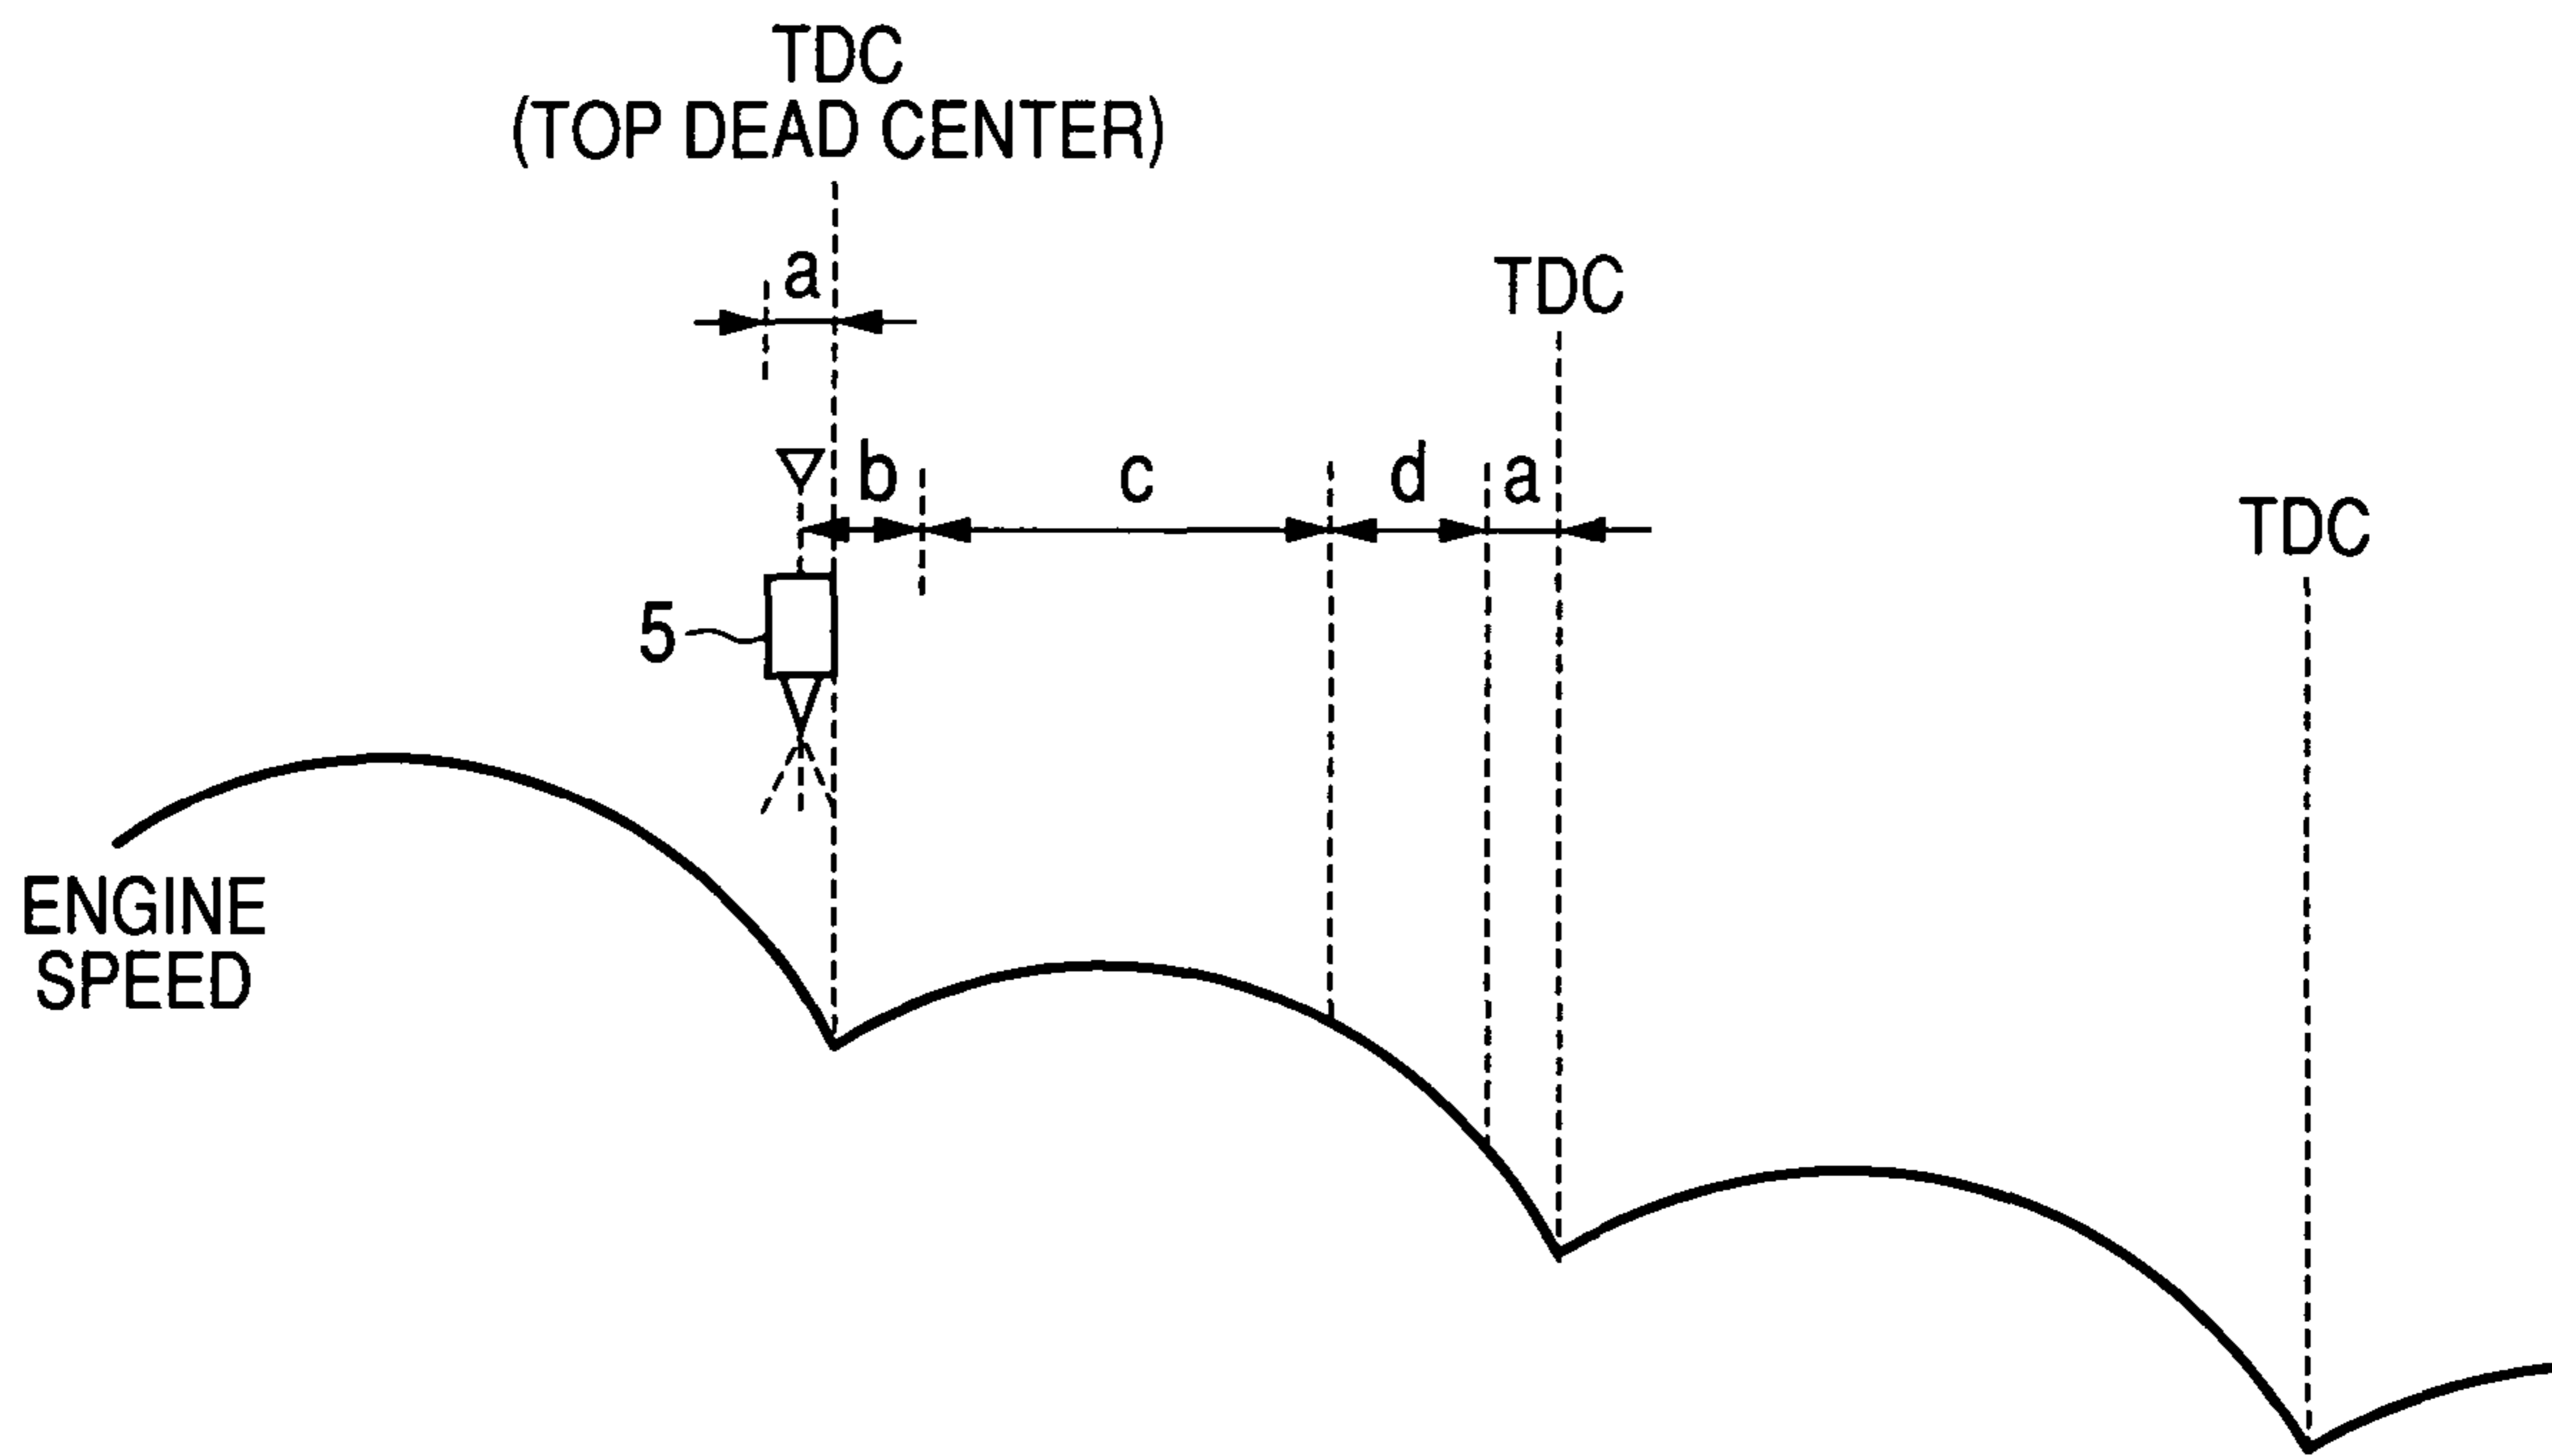 TDC
(TOP DEAD CENTER)
a
TDC
b
c
d
a
TDC
5
ENGINE
SPEED